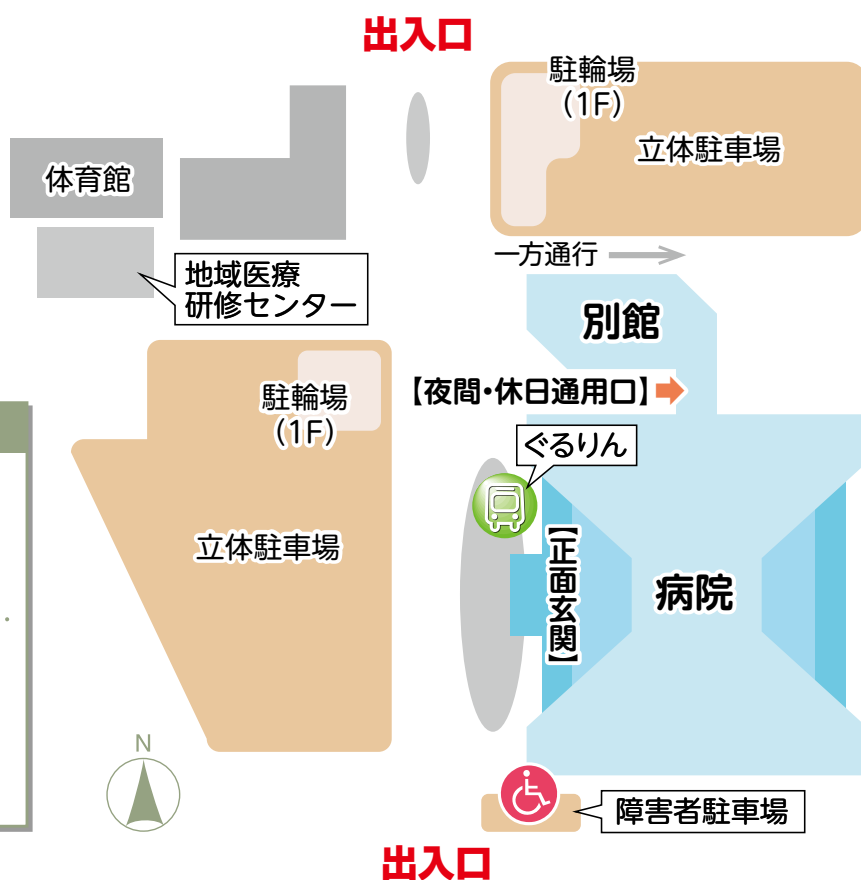 出入口
駐輪場
(1F)
立体駐車場
体育館
一方通行
地域医療
研修センター
別館
【夜間・休日通用口】
駐輪場
(1F)
ぐるりん
立体駐車場
【正面玄関】
病院
N
障害者駐車場
出入口